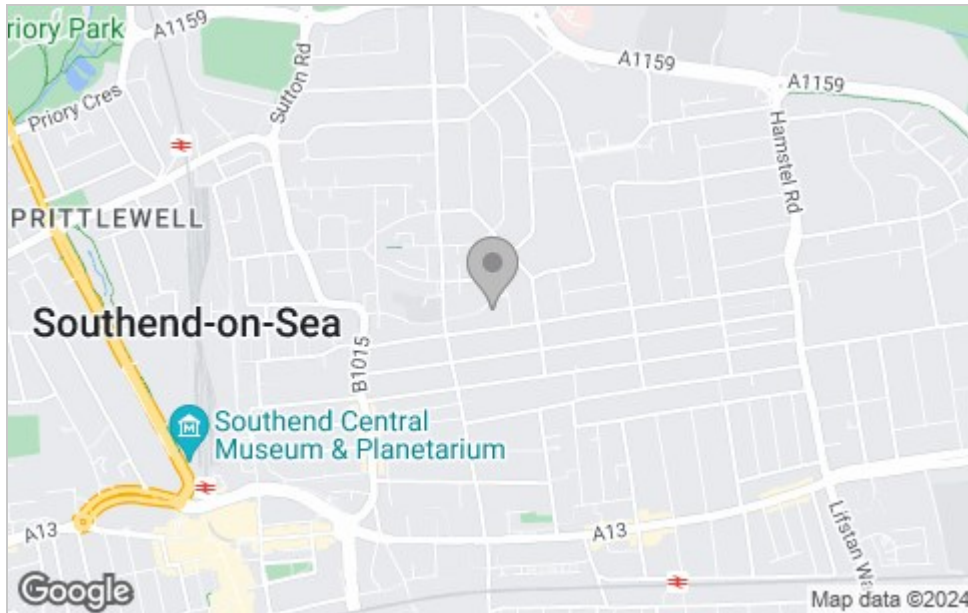 riory Park
A1159
Sutton Rd
A1159
A1159
Priory Cres
Hamstel Rd
PRITTLEWELL
Southend-on-Sea
B1015
M
Southend Central
Museum & Planetarium
A13
A13
Lifstan Wa
Google
Map data ©2024